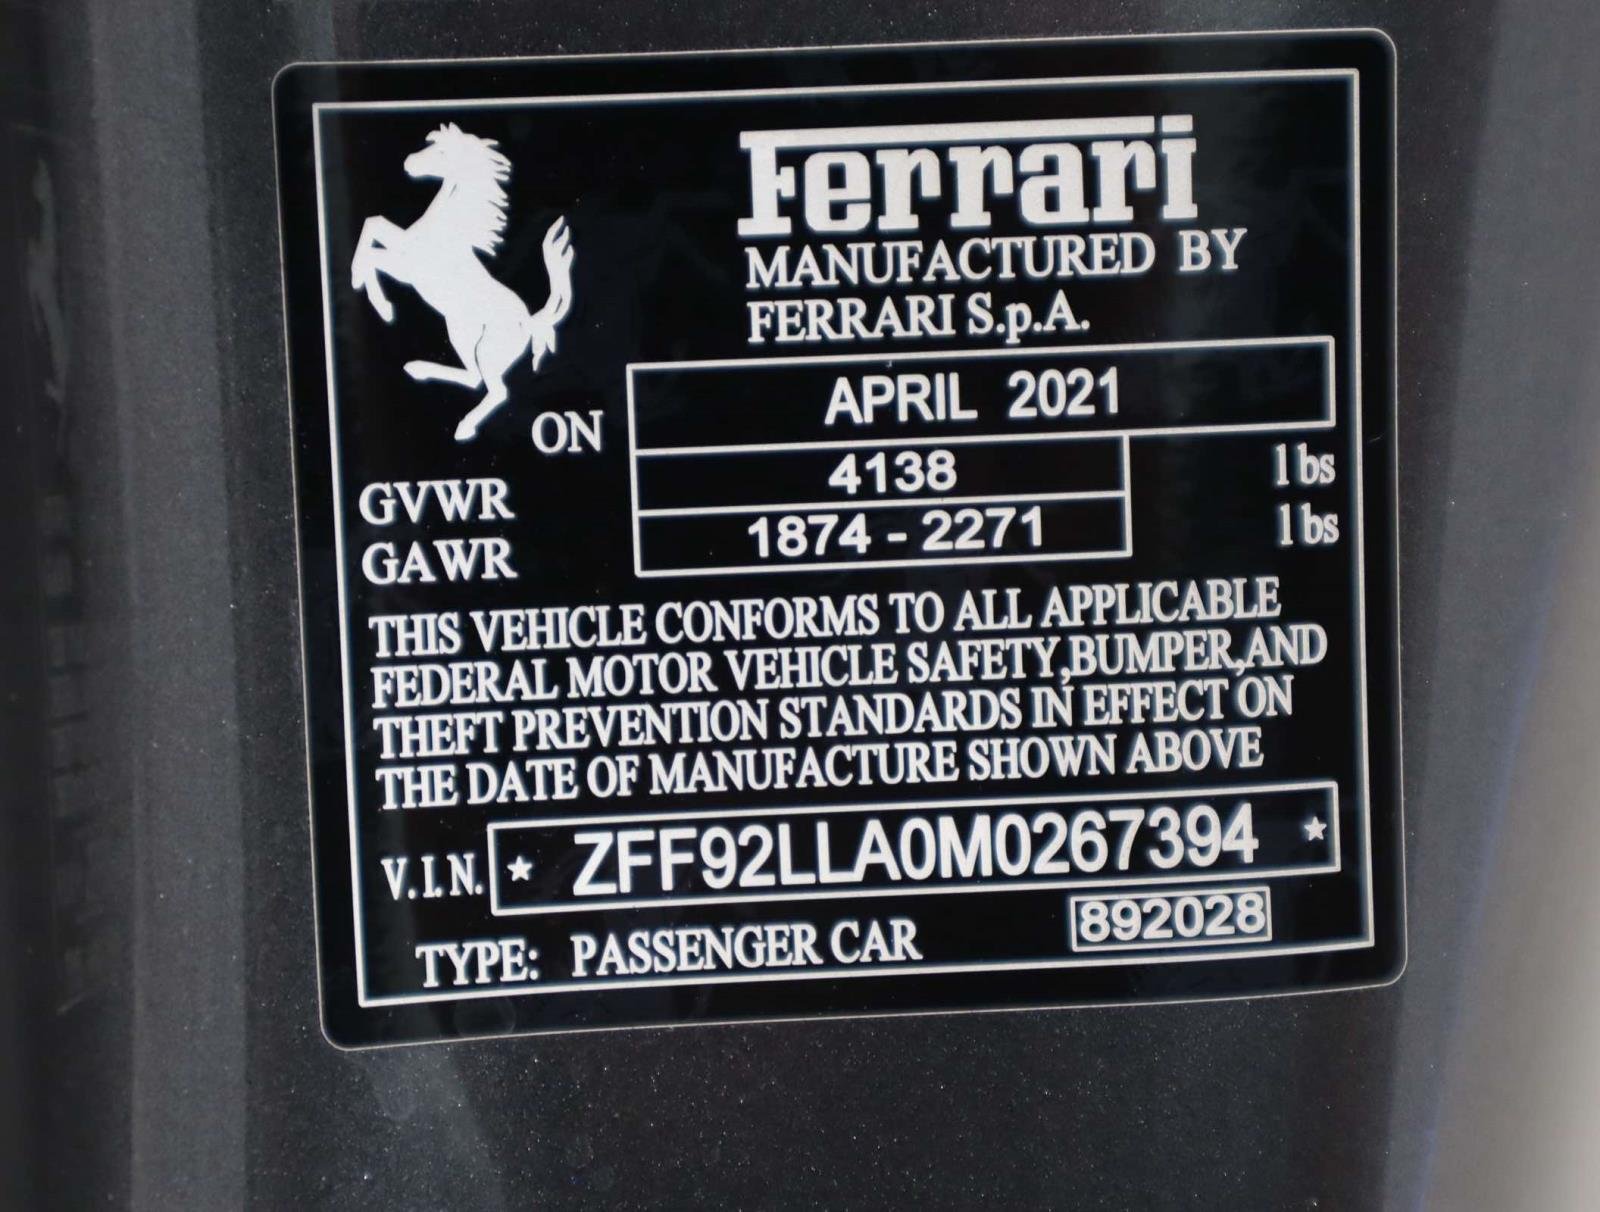 Ferrari
MANUFACTURED BY
FERRARI S.p.A.
ON APRIL 2021
GVWR 4138 lbs
GAWR 1874 - 2271 lbs
THIS VEHICLE CONFORMS TO ALL APPLICABLE
FEDERAL MOTOR VEHICLE SAFETY,BUMPER,AND
THEFT PREVENTION STANDARDS IN EFFECT ON
THE DATE OF MANUFACTURE SHOWN ABOVE
V.I.N. ★ ZFF92LLA0M0267394 ★
TYPE: PASSENGER CAR 892028